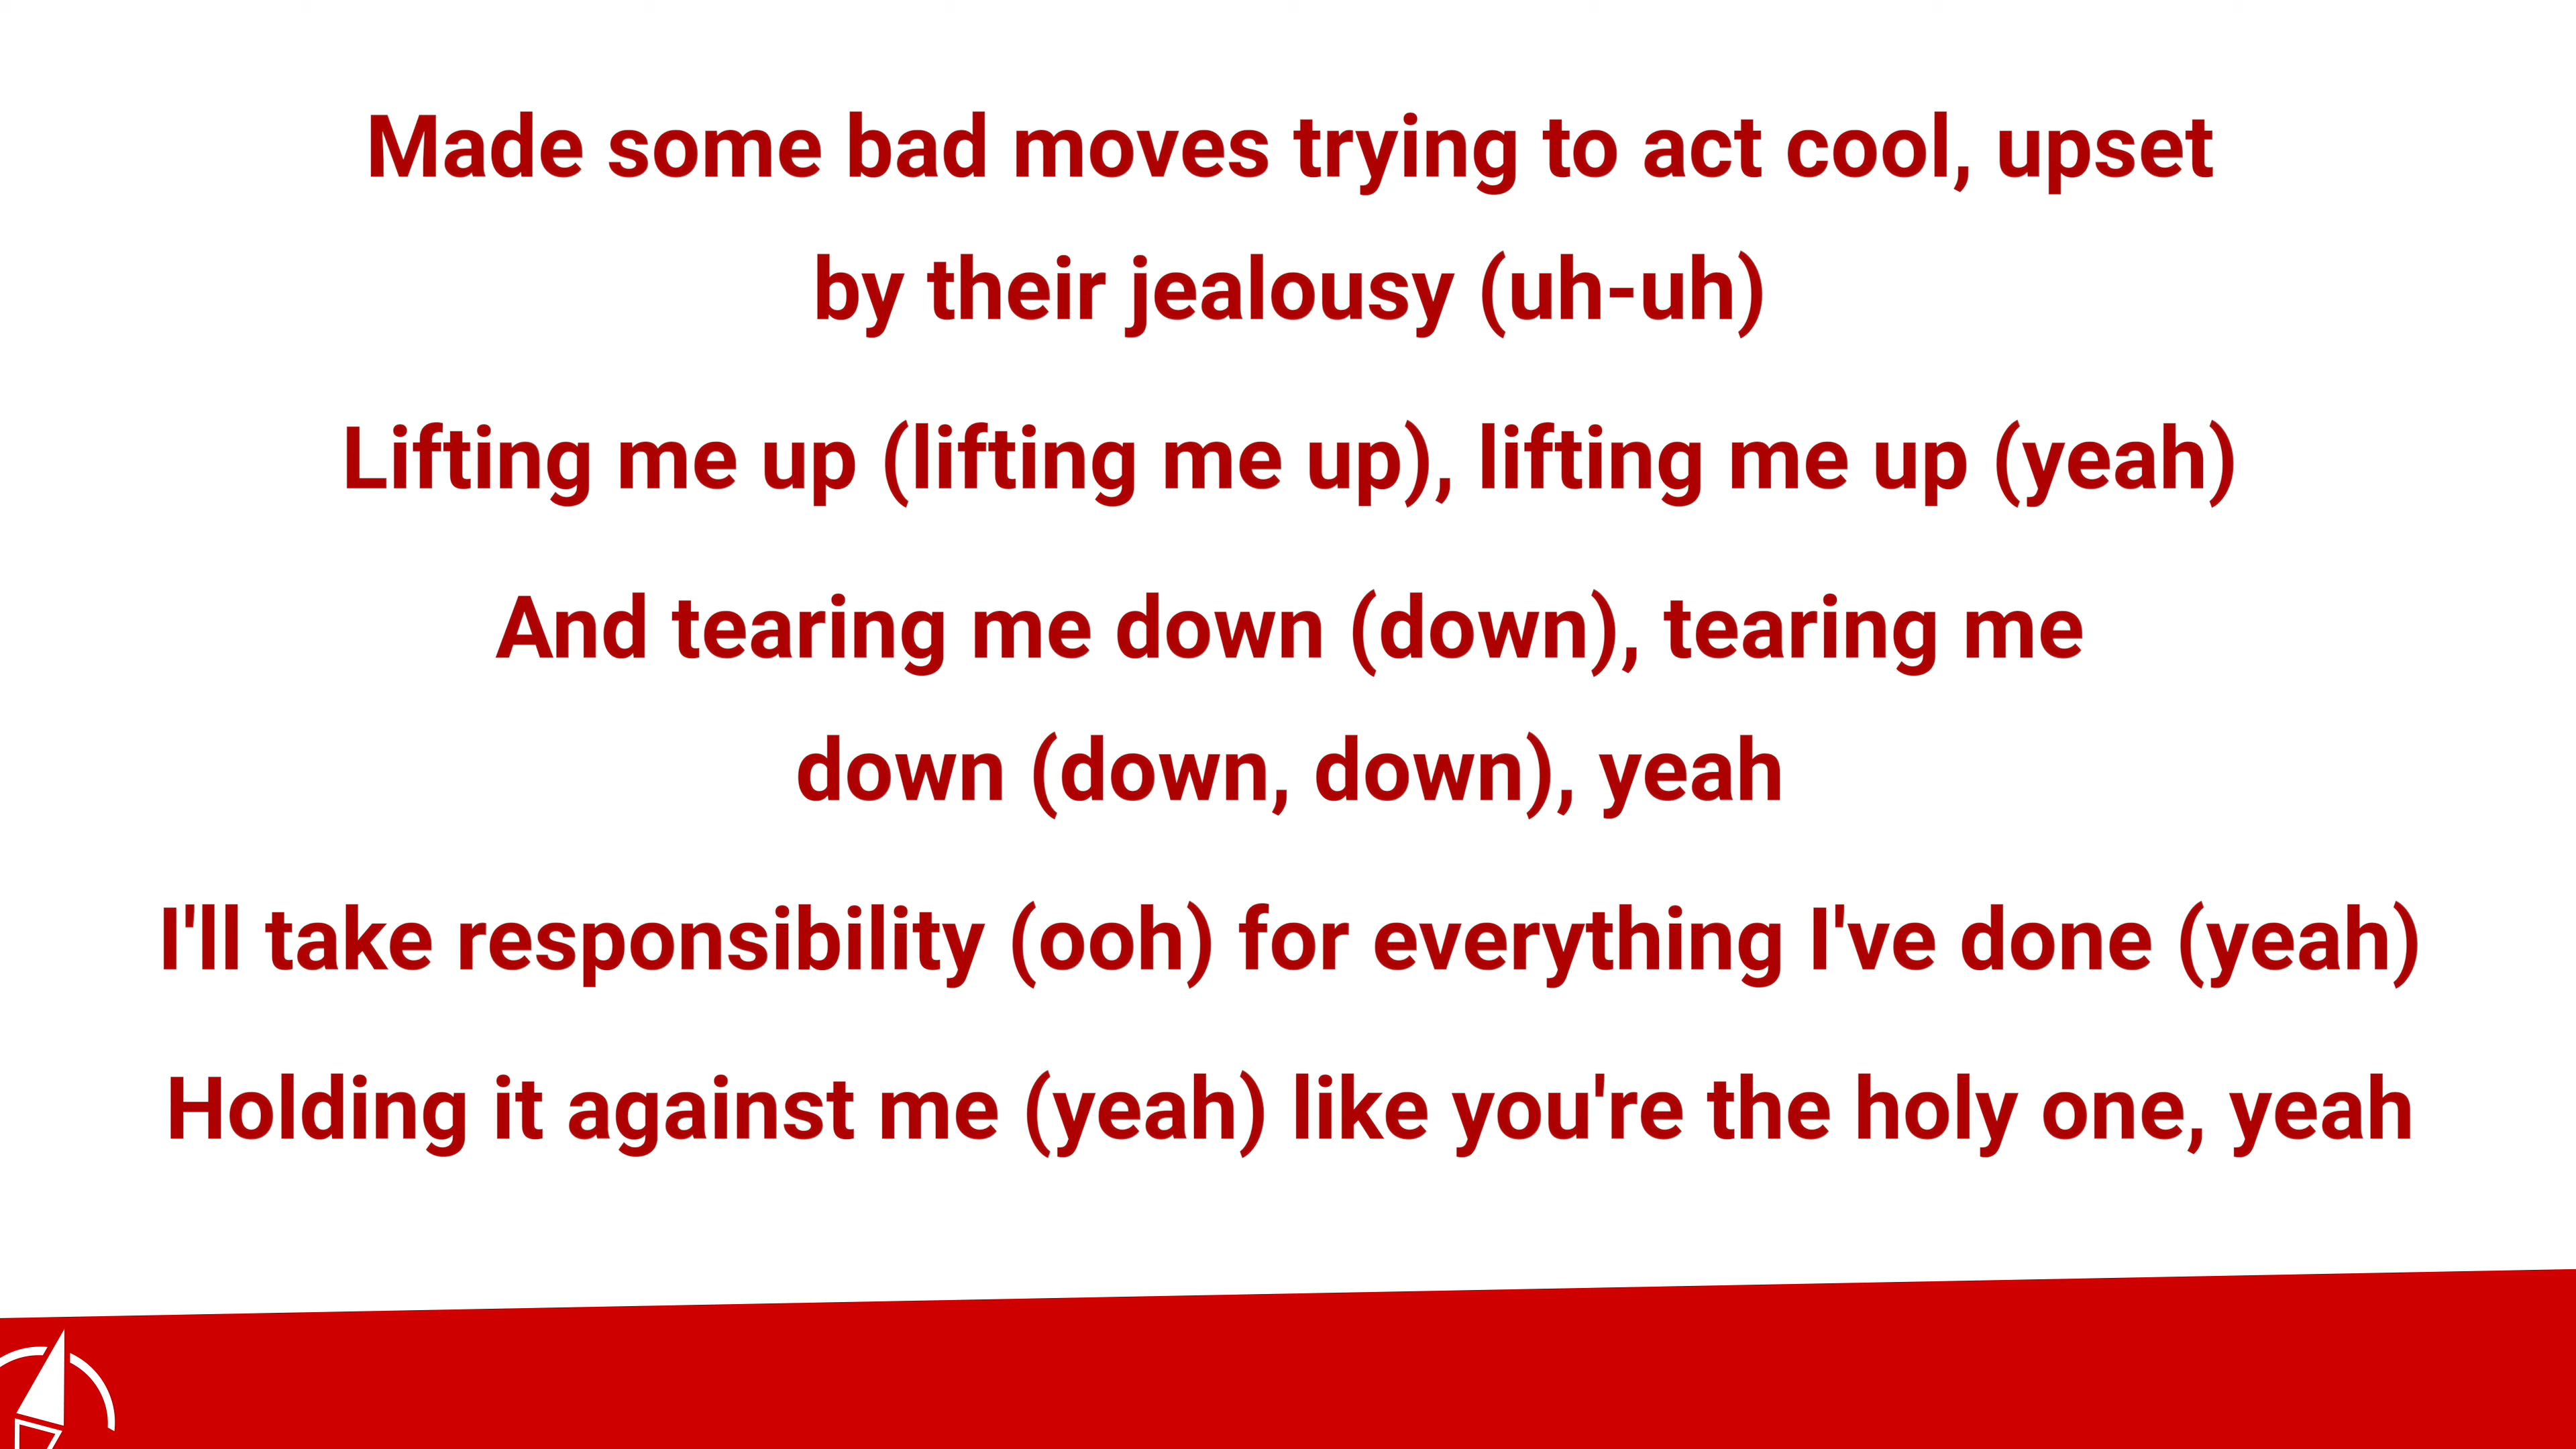 Made some bad moves trying to act cool, upset
by their jealousy (uh-uh)
Lifting me up (lifting me up), lifting me up (yeah)
And tearing me down (down), tearing me
down (down, down), yeah
I'll take responsibility (ooh) for everything I've done (yeah)
Holding it against me (yeah) like you're the holy one, yeah